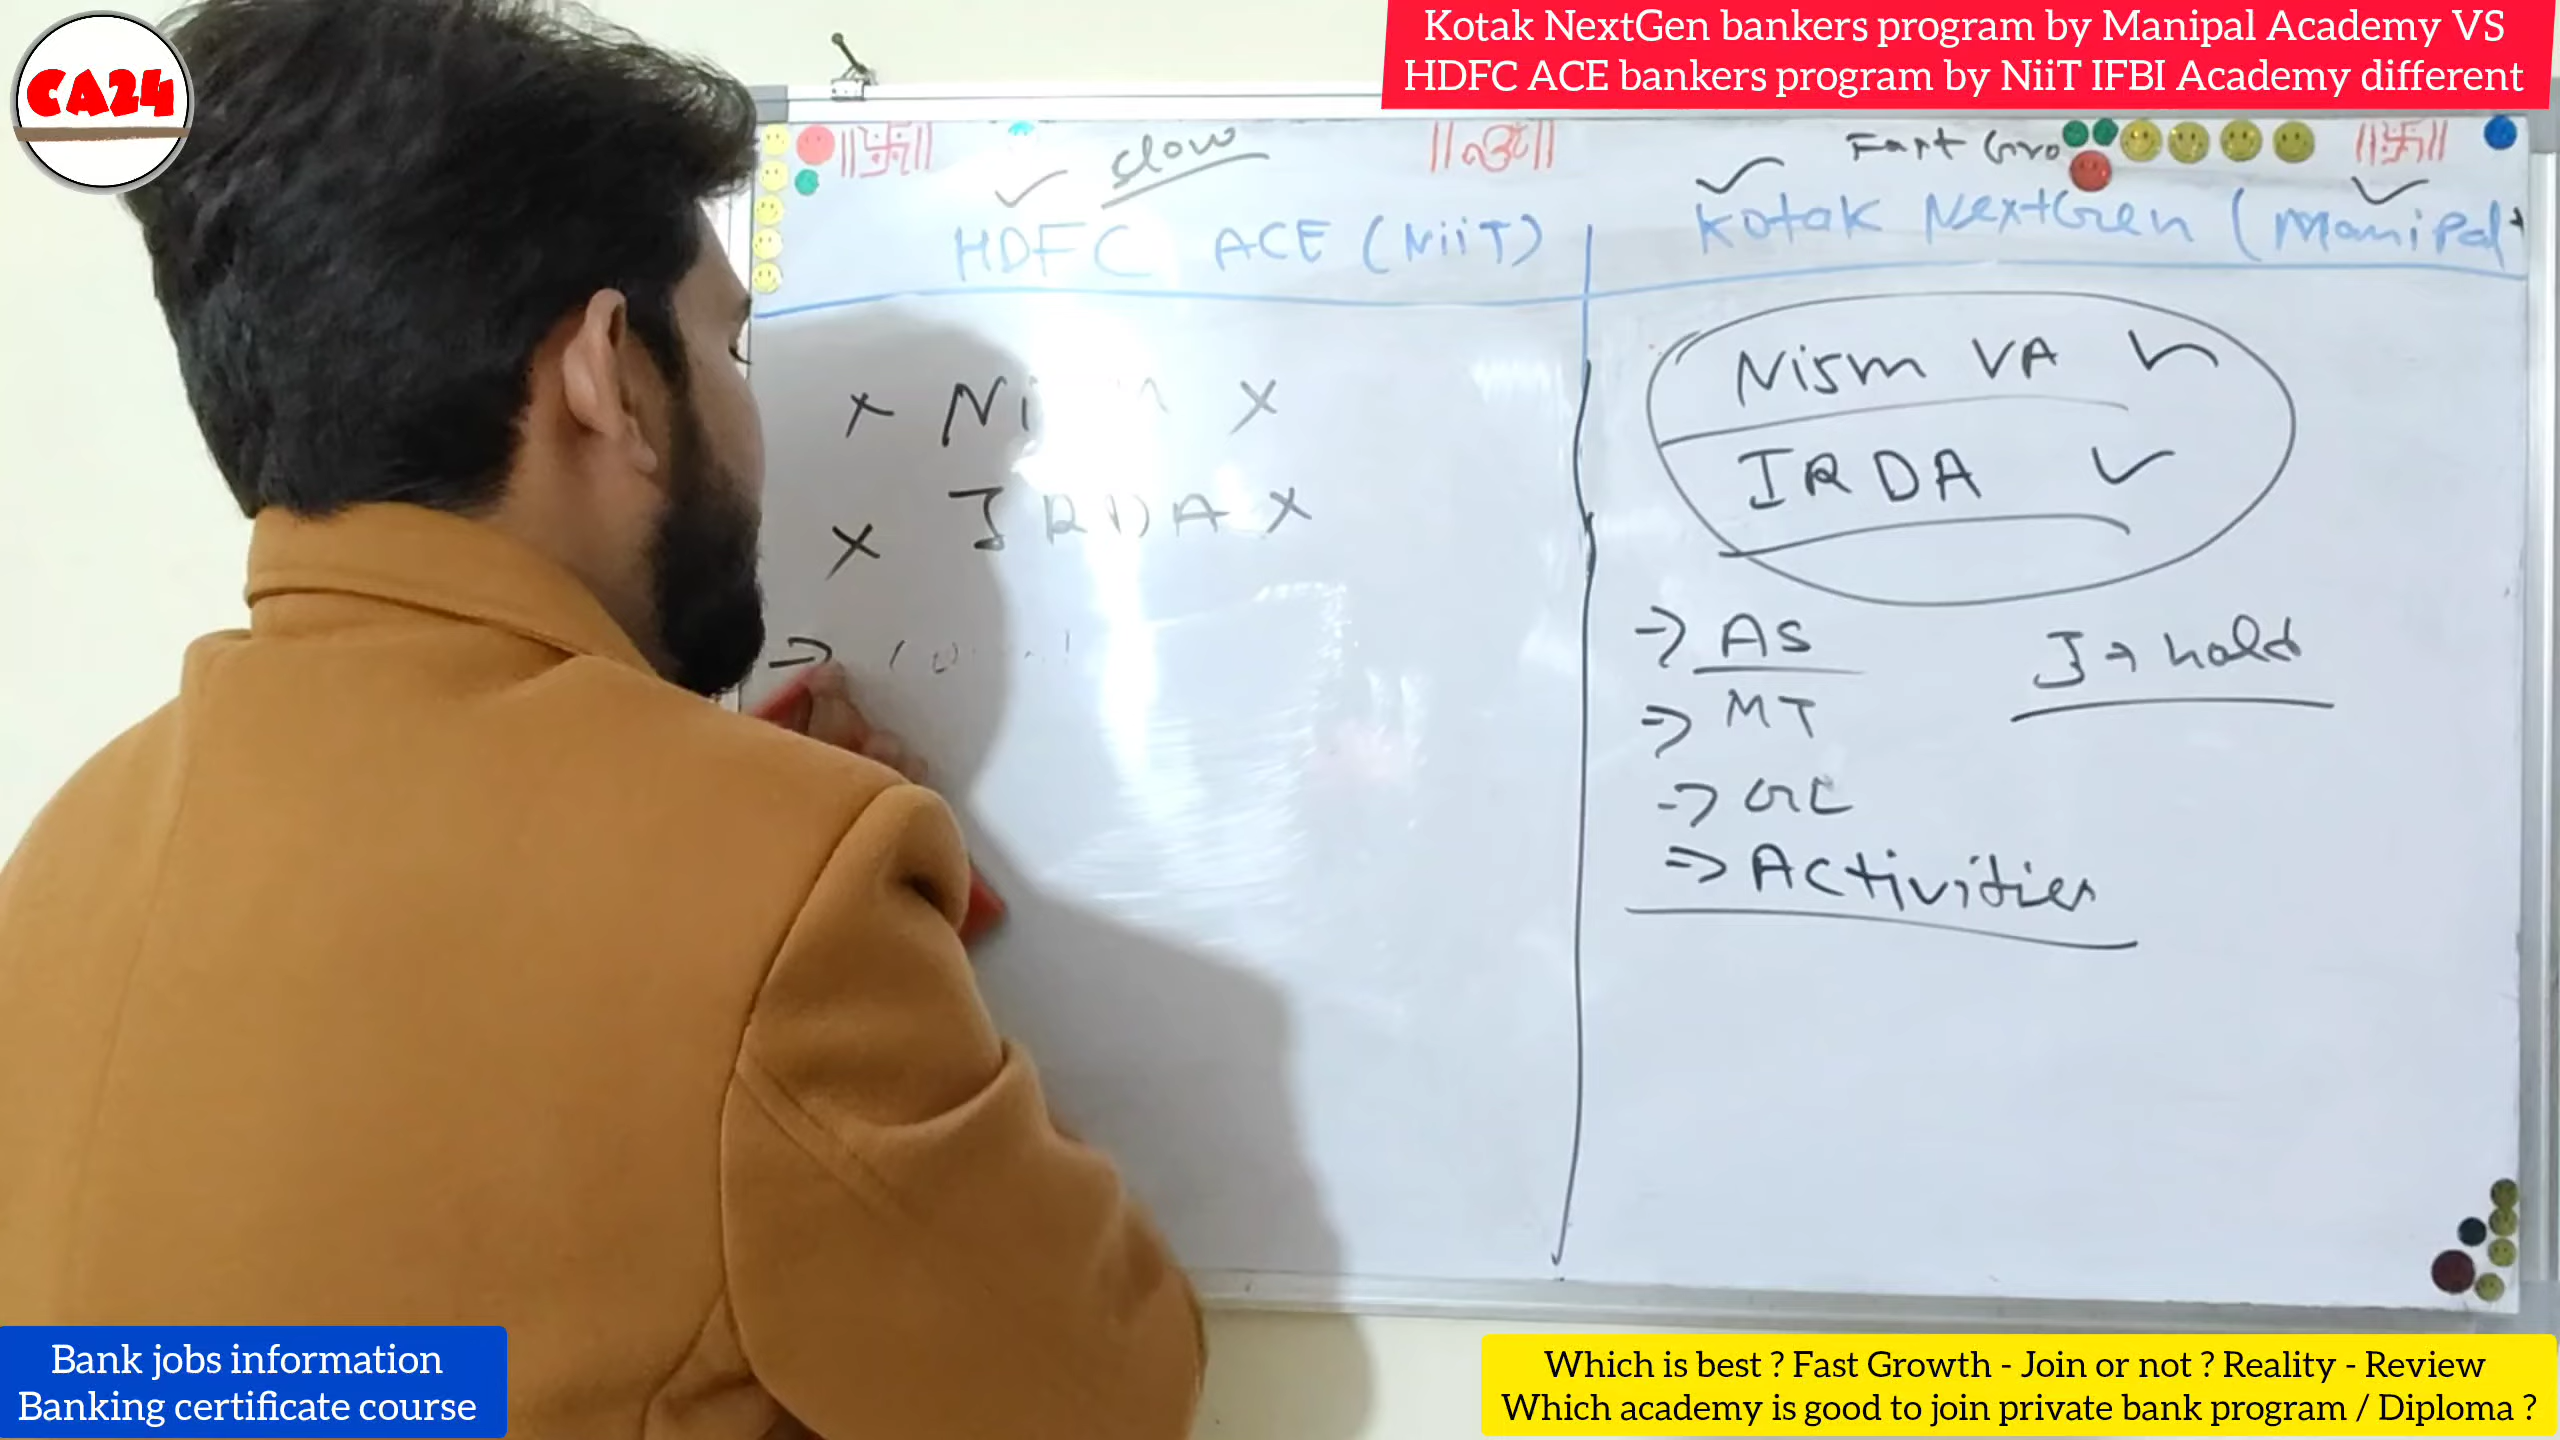 CA24
Kotak NextGen bankers program by Manipal Academy VS
HDFC ACE bankers program by NiiT IFBI Academy different
slow
HDFC ACE (NiiT)
॥卐॥
॥ॐ॥
॥卐॥
Fast Gro
Kotak NextGen (Manipal
× Ni ×
× IRDA ×
→
Nism VA ✓
IRDA ✓
→ AS
→ MT
→
→ Activities
Bank jobs information
Banking certificate course
Which is best ? Fast Growth - Join or not ? Reality - Review
Which academy is good to join private bank program / Diploma ?